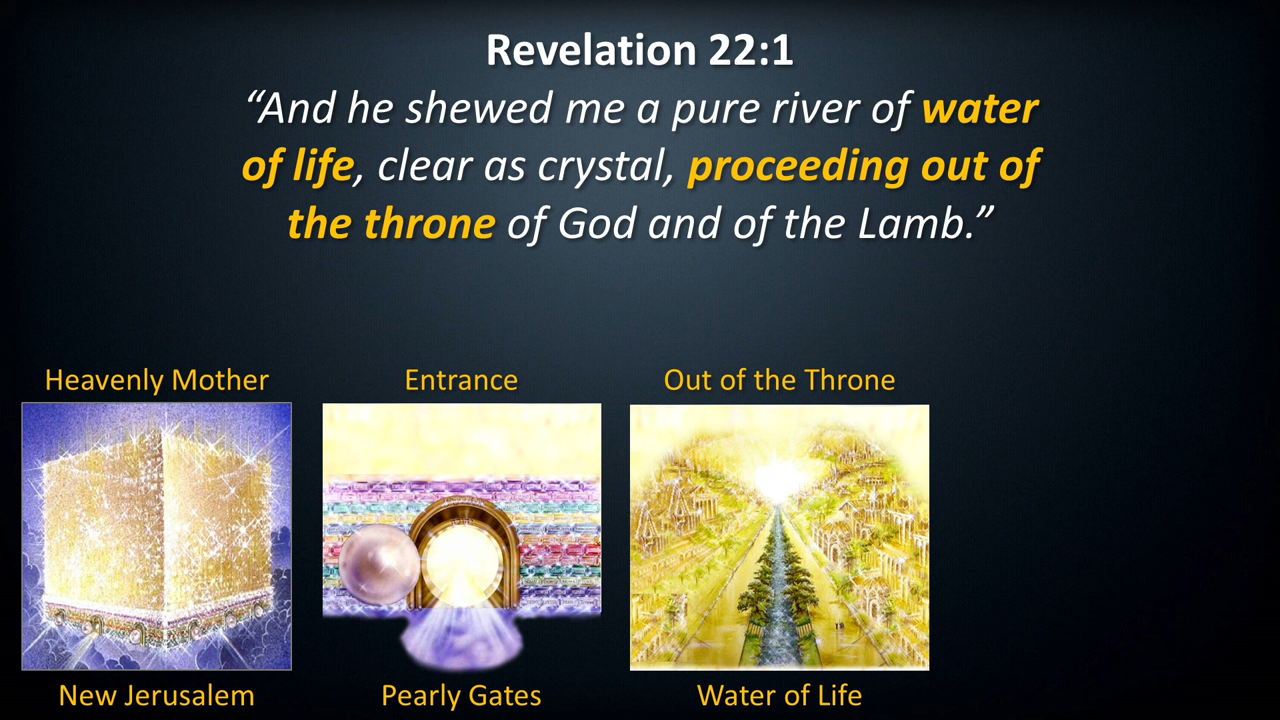 Revelation 22:1
“And he shewed me a pure river of water
of life, clear as crystal, proceeding out of
the throne of God and of the Lamb.”
Heavenly Mother
Entrance
Out of the Throne
New Jerusalem
Pearly Gates
Water of Life